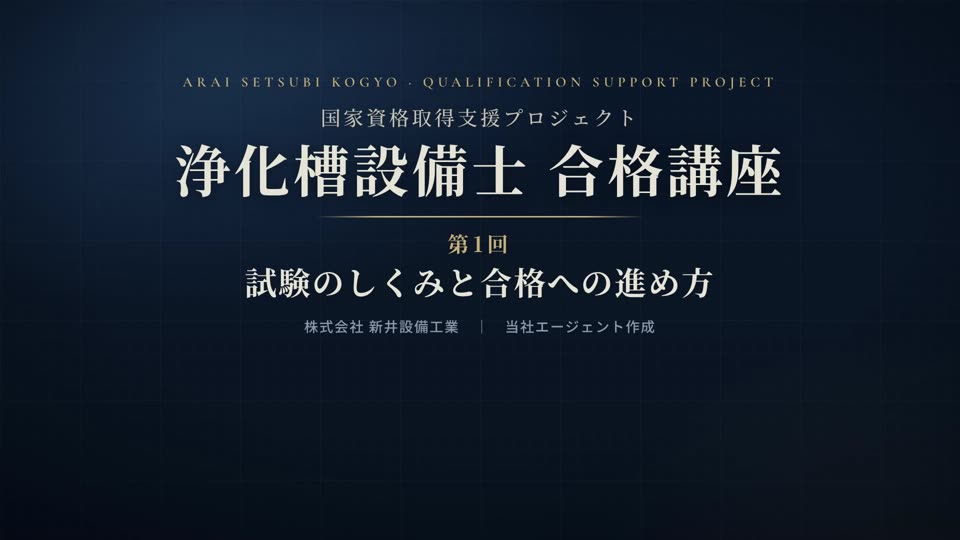 ARAI SETSUBI KOGYO · QUALIFICATION SUPPORT PROJECT
国家資格取得支援プロジェクト
浄化槽設備士 合格講座
第1回
試験のしくみと合格への進め方
株式会社 新井設備工業 | 当社エージェント作成